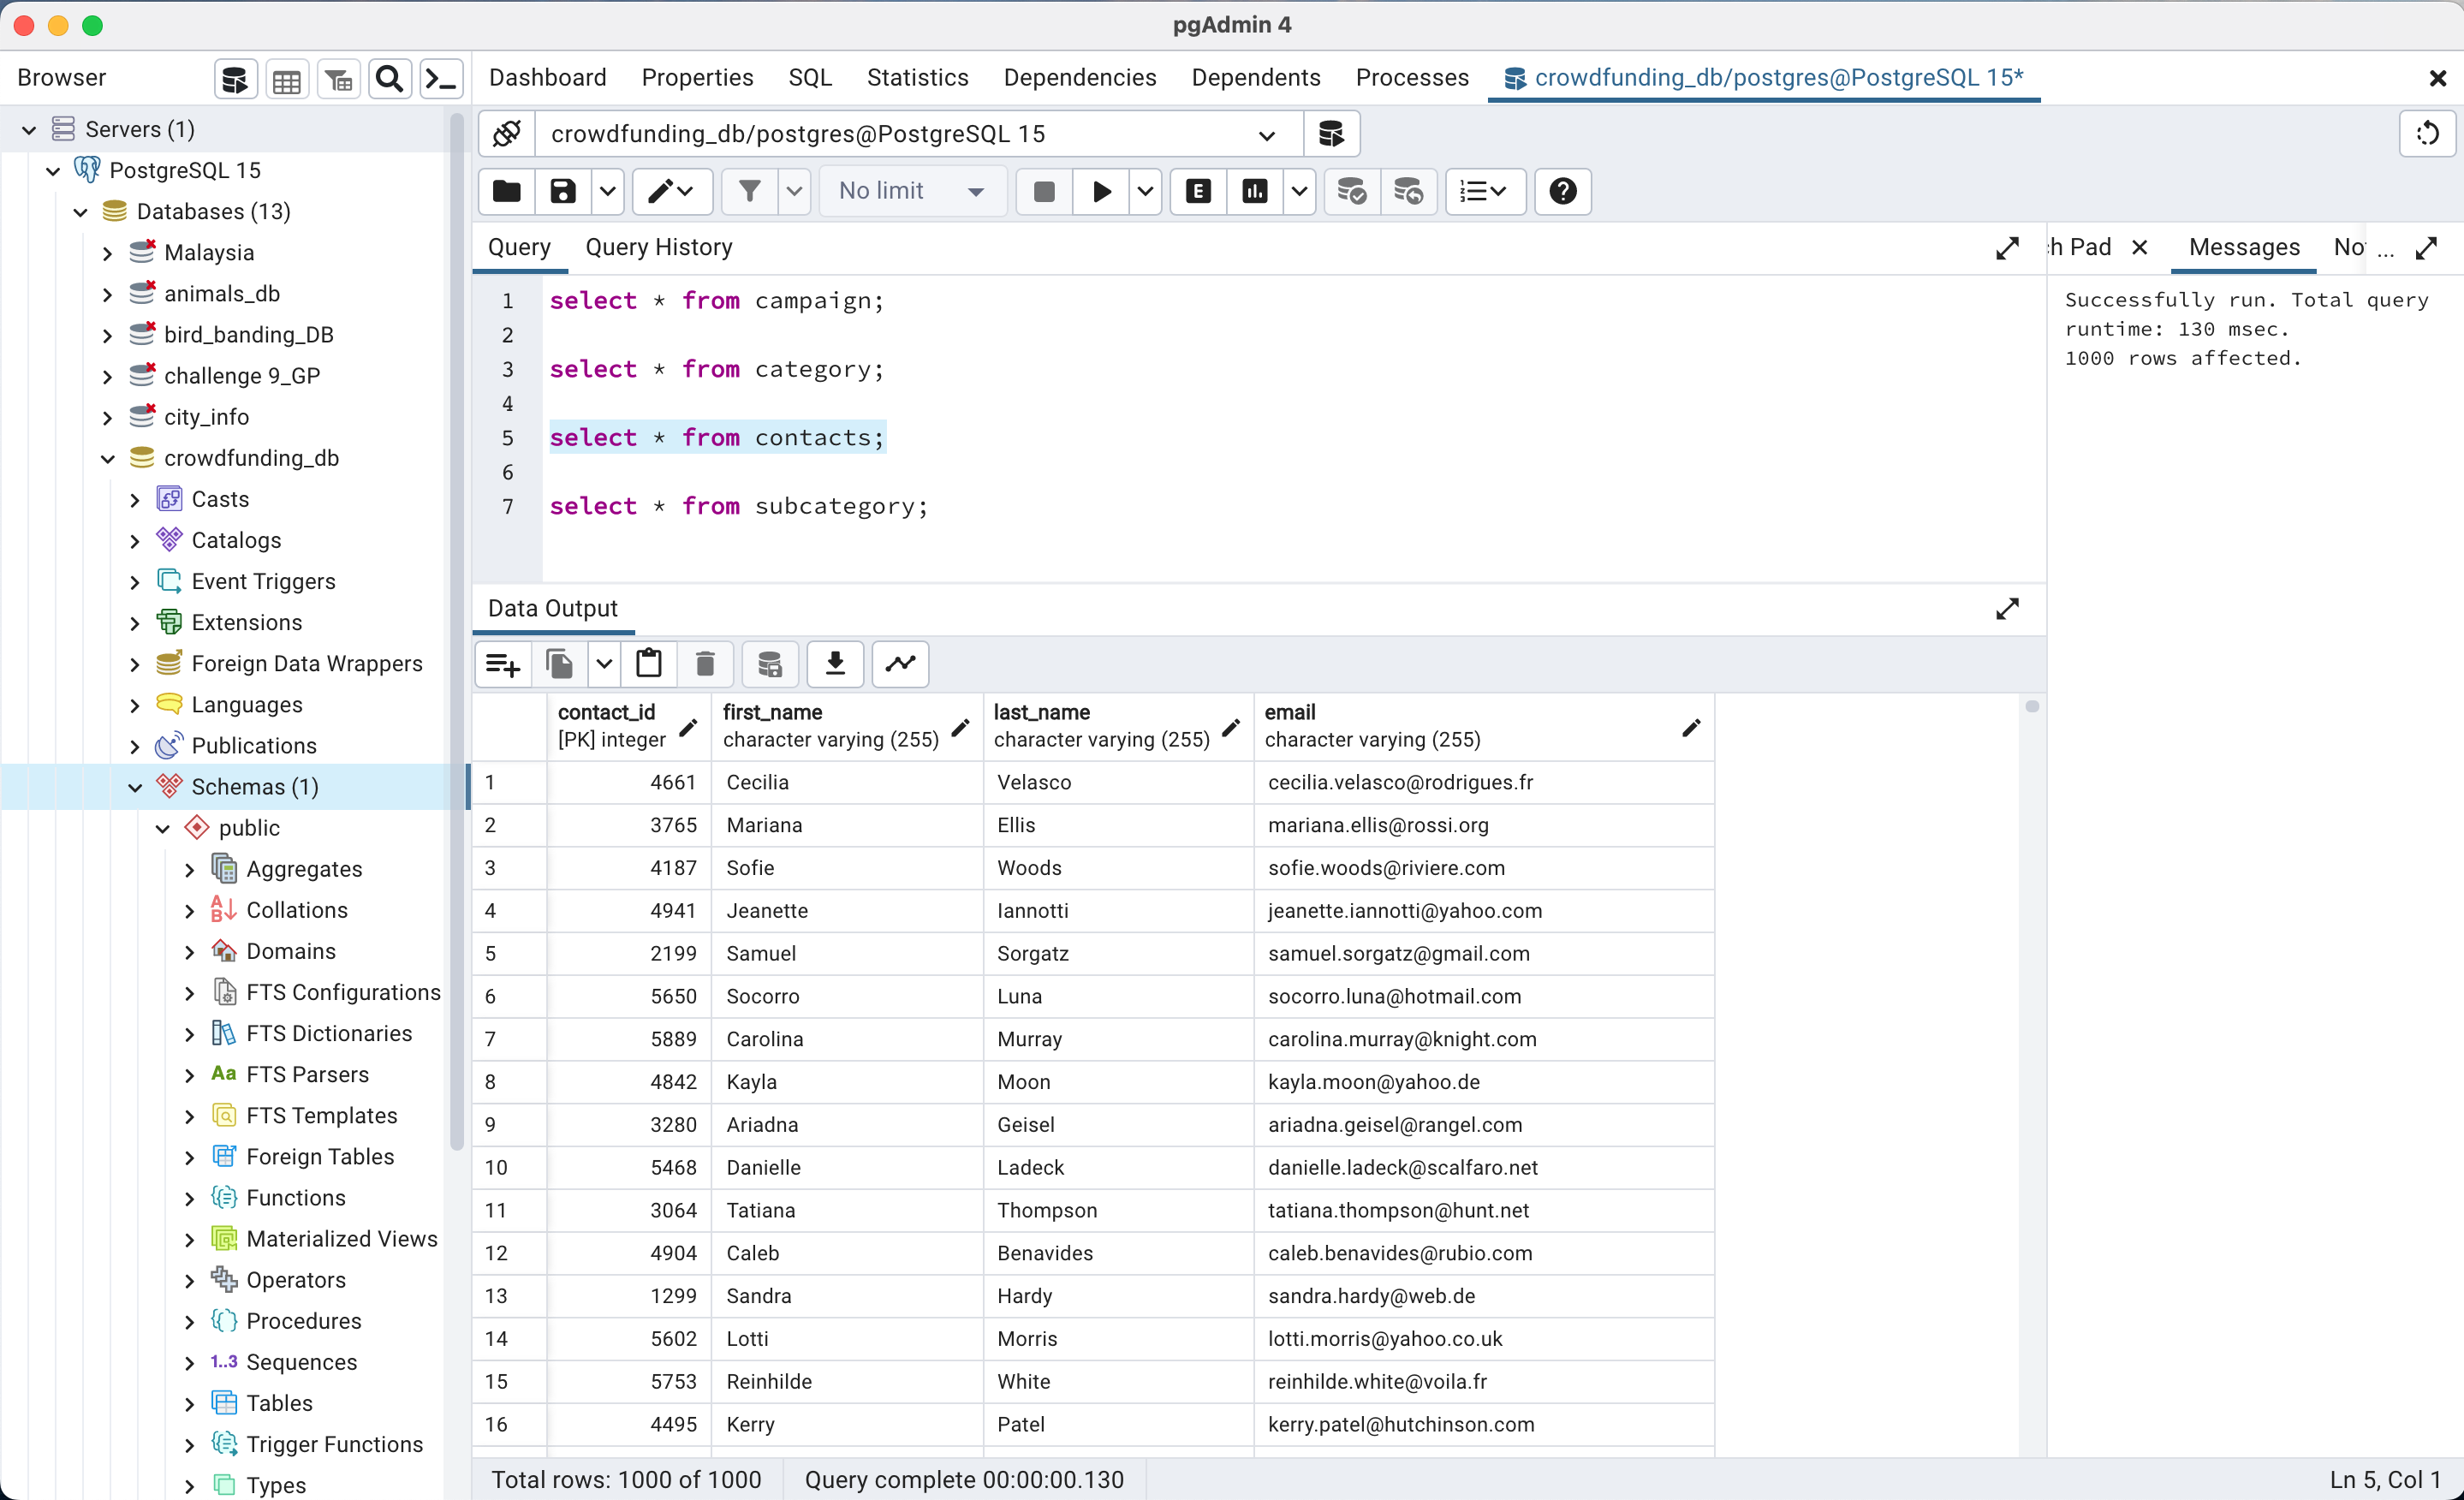 pgAdmin 4
Browser
Dashboard Properties SQL Statistics Dependencies Dependents Processes crowdfunding_db/postgres@PostgreSQL 15*
Servers (1)
PostgreSQL 15
Databases (13)
Malaysia
animals_db
bird_banding_DB
challenge 9_GP
city_info
crowdfunding_db
Casts
Catalogs
Event Triggers
Extensions
Foreign Data Wrappers
Languages
Publications
Schemas (1)
public
Aggregates
Collations
Domains
FTS Configurations
FTS Dictionaries
Aa FTS Parsers
FTS Templates
Foreign Tables
Functions
Materialized Views
Operators
Procedures
1..3 Sequences
Tables
Trigger Functions
Types
crowdfunding_db/postgres@PostgreSQL 15
No limit E
Query Query History
1 select * from campaign;
2
3 select * from category;
4
5 select * from contacts;
6
7 select * from subcategory;
h Pad Messages No ...
Successfully run. Total query
runtime: 130 msec.
1000 rows affected.
Data Output
contact_id first_name last_name email
[PK] integer character varying (255) character varying (255) character varying (255)
1 4661 Cecilia Velasco cecilia.velasco@rodrigues.fr
2 3765 Mariana Ellis mariana.ellis@rossi.org
3 4187 Sofie Woods sofie.woods@riviere.com
4 4941 Jeanette Iannotti jeanette.iannotti@yahoo.com
5 2199 Samuel Sorgatz samuel.sorgatz@gmail.com
6 5650 Socorro Luna socorro.luna@hotmail.com
7 5889 Carolina Murray carolina.murray@knight.com
8 4842 Kayla Moon kayla.moon@yahoo.de
9 3280 Ariadna Geisel ariadna.geisel@rangel.com
10 5468 Danielle Ladeck danielle.ladeck@scalfaro.net
11 3064 Tatiana Thompson tatiana.thompson@hunt.net
12 4904 Caleb Benavides caleb.benavides@rubio.com
13 1299 Sandra Hardy sandra.hardy@web.de
14 5602 Lotti Morris lotti.morris@yahoo.co.uk
15 5753 Reinhilde White reinhilde.white@voila.fr
16 4495 Kerry Patel kerry.patel@hutchinson.com
Total rows: 1000 of 1000 Query complete 00:00:00.130 Ln 5, Col 1